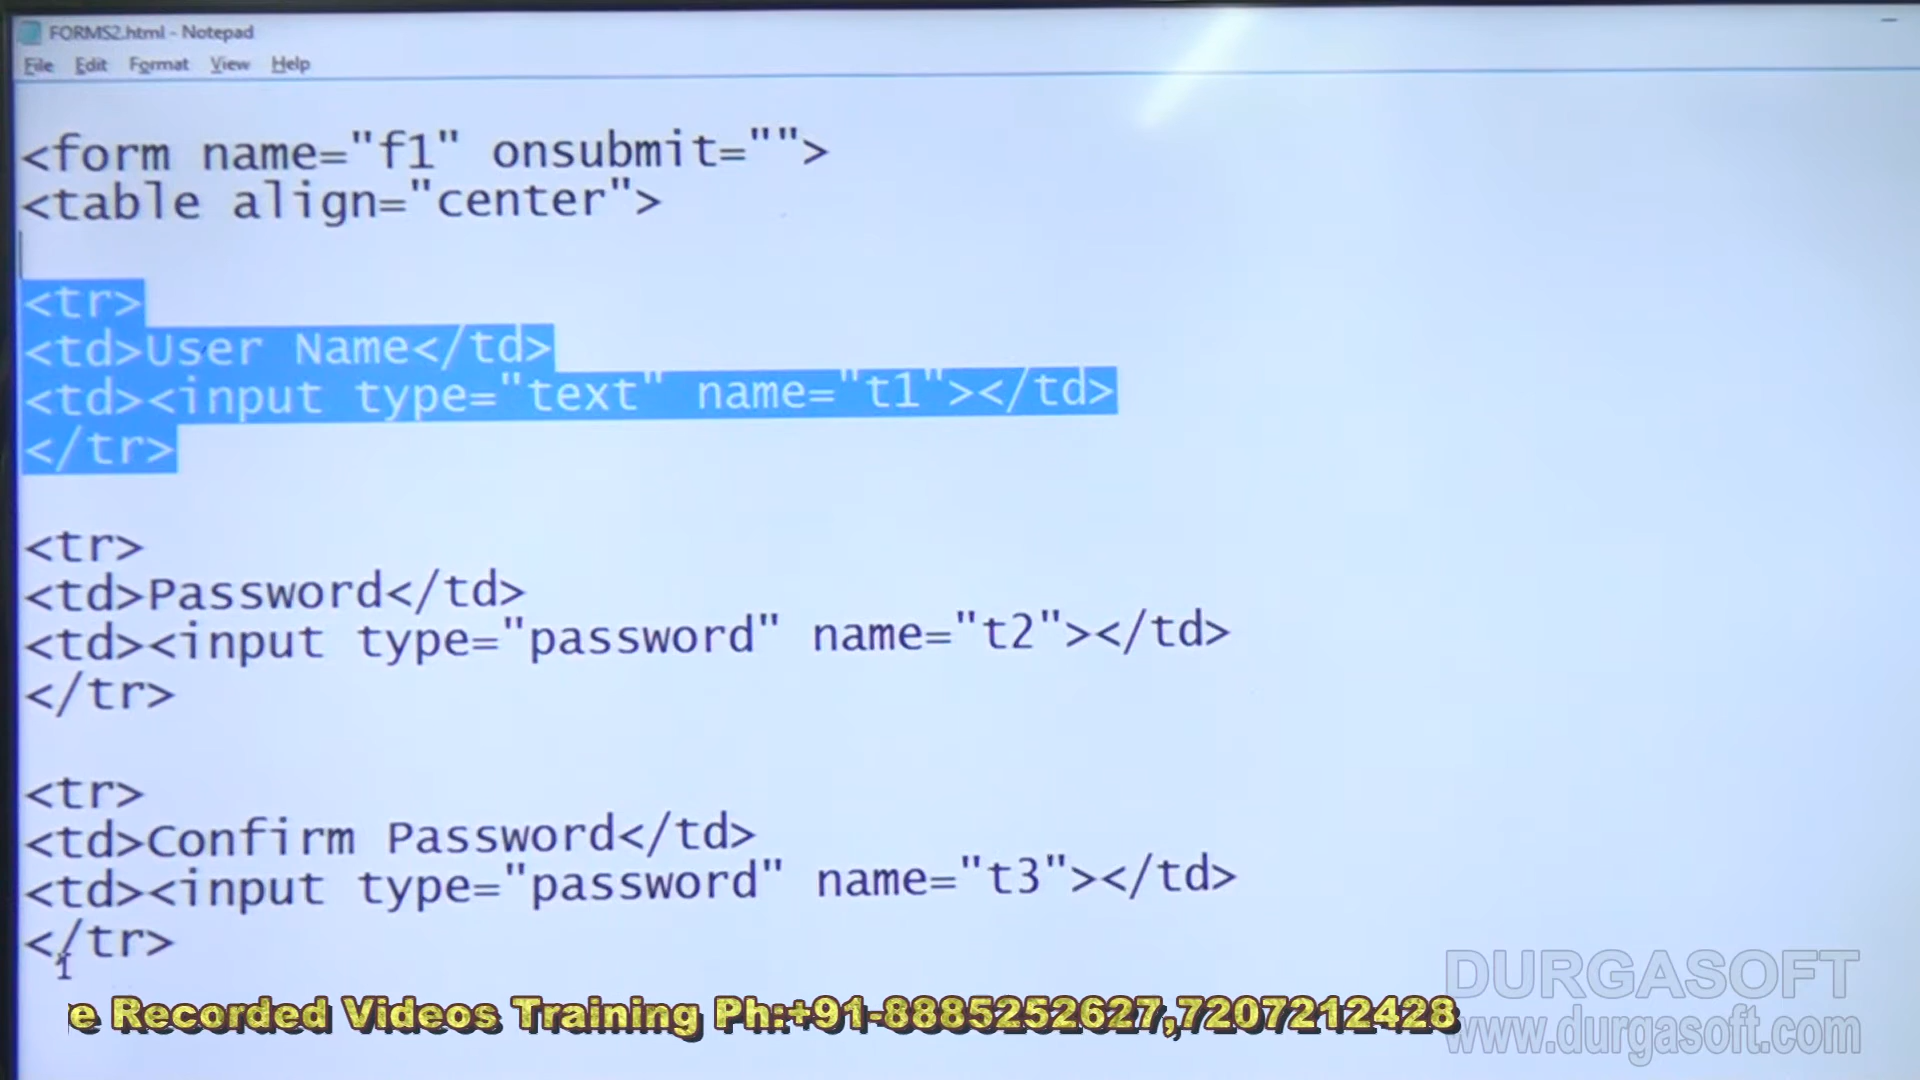 FORMS2.html - Notepad
File Edit Format View Help
<form name="f1" onsubmit="">
<table align="center">
<tr>
<td>User Name</td>
<td><input type="text" name="t1"></td>
</tr>
<tr>
<td>Password</td>
<td><input type="password" name="t2"></td>
</tr>
<tr>
<td>Confirm Password</td>
<td><input type="password" name="t3"></td>
</tr>
e Recorded Videos Training Ph:+91-8885252627,7207212428
DURGASOFT
www.durgasoft.com